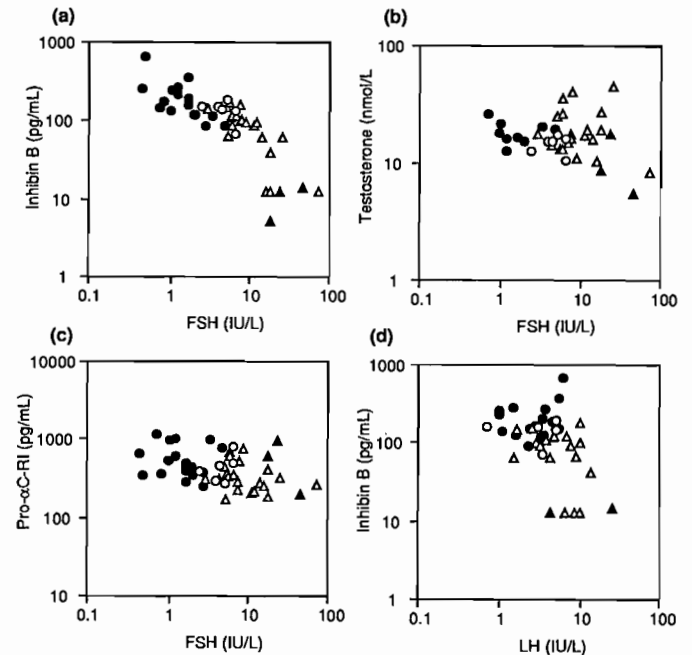 (a)
1000
100
10
1
0.1
1
10
100
Inhibin B (pg/mL)
FSH (IU/L)
(b)
100
10
1
0.1
1
10
100
Testosterone (nmol/L)
FSH (IU/L)
(c)
10000
1000
100
10
0.1
1
10
100
Pro-αC-RI (pg/mL)
FSH (IU/L)
(d)
1000
100
10
1
0.1
1
10
100
Inhibin B (pg/mL)
LH (IU/L)